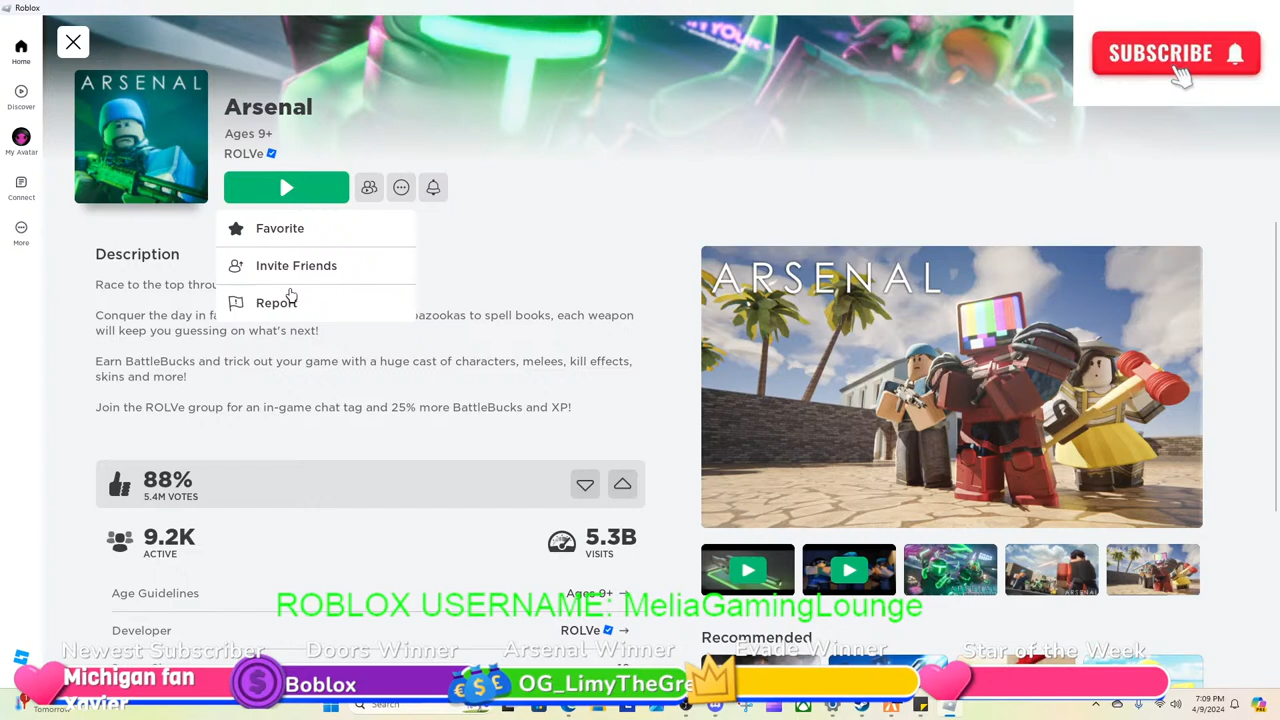 Roblox
SUBSCRIBE
Home
Discover
My Avatar
Connect
More
ARSENAL
Arsenal
Ages 9+
ROLVe
Favorite
Invite Friends
Report
Description
Race to the top
Conquer the day in bazookas to spell books, each weapon
will keep you guessing on what's next!
Earn BattleBucks and trick out your game with a huge cast of characters, melees, kill effects,
skins and more!
Join the ROLVe group for an in-game chat tag and 25% more BattleBucks and XP!
ARSENAL
88%
5.4M VOTES
9.2K
ACTIVE
5.3B
VISITS
Age Guidelines
Ages 9+ →
ROBLOX USERNAME: MeliaGamingLounge
Developer
ROLVe →
Recommended
Newest Subscriber
Doors Winner
Arsenal Winner
Evade Winner
Star of the Week
Michigan fan
Xavier
Boblox
OG_LimyTheGre
Tomorrow
Search
7:09 PM
4/9/2024